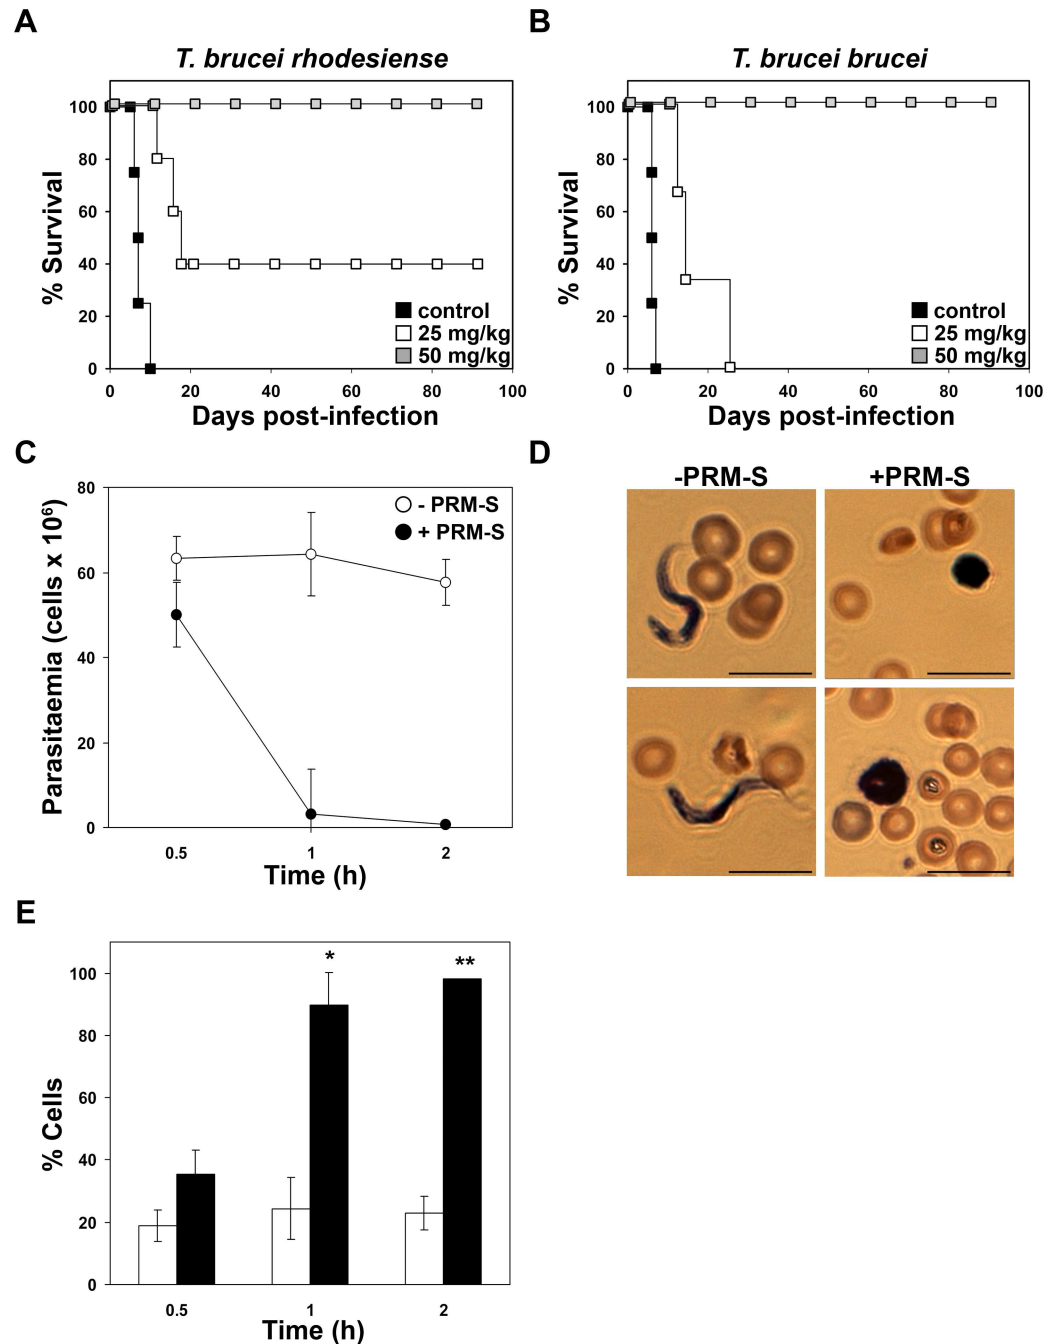 A
T. brucei rhodesiense
% Survival
100
80
60
40
20
0
control
25 mg/kg
50 mg/kg
0 20 40 60 80 100
Days post-infection
B
T. brucei brucei
% Survival
100
80
60
40
20
0
control
25 mg/kg
50 mg/kg
0 20 40 60 80 100
Days post-infection
C
Parasitaemia (cells x 10⁶)
80
60
40
20
0
- PRM-S
+ PRM-S
0.5 1 2
Time (h)
D
-PRM-S +PRM-S
E
% Cells
100
80
60
40
20
0
* **
0.5 1 2
Time (h)